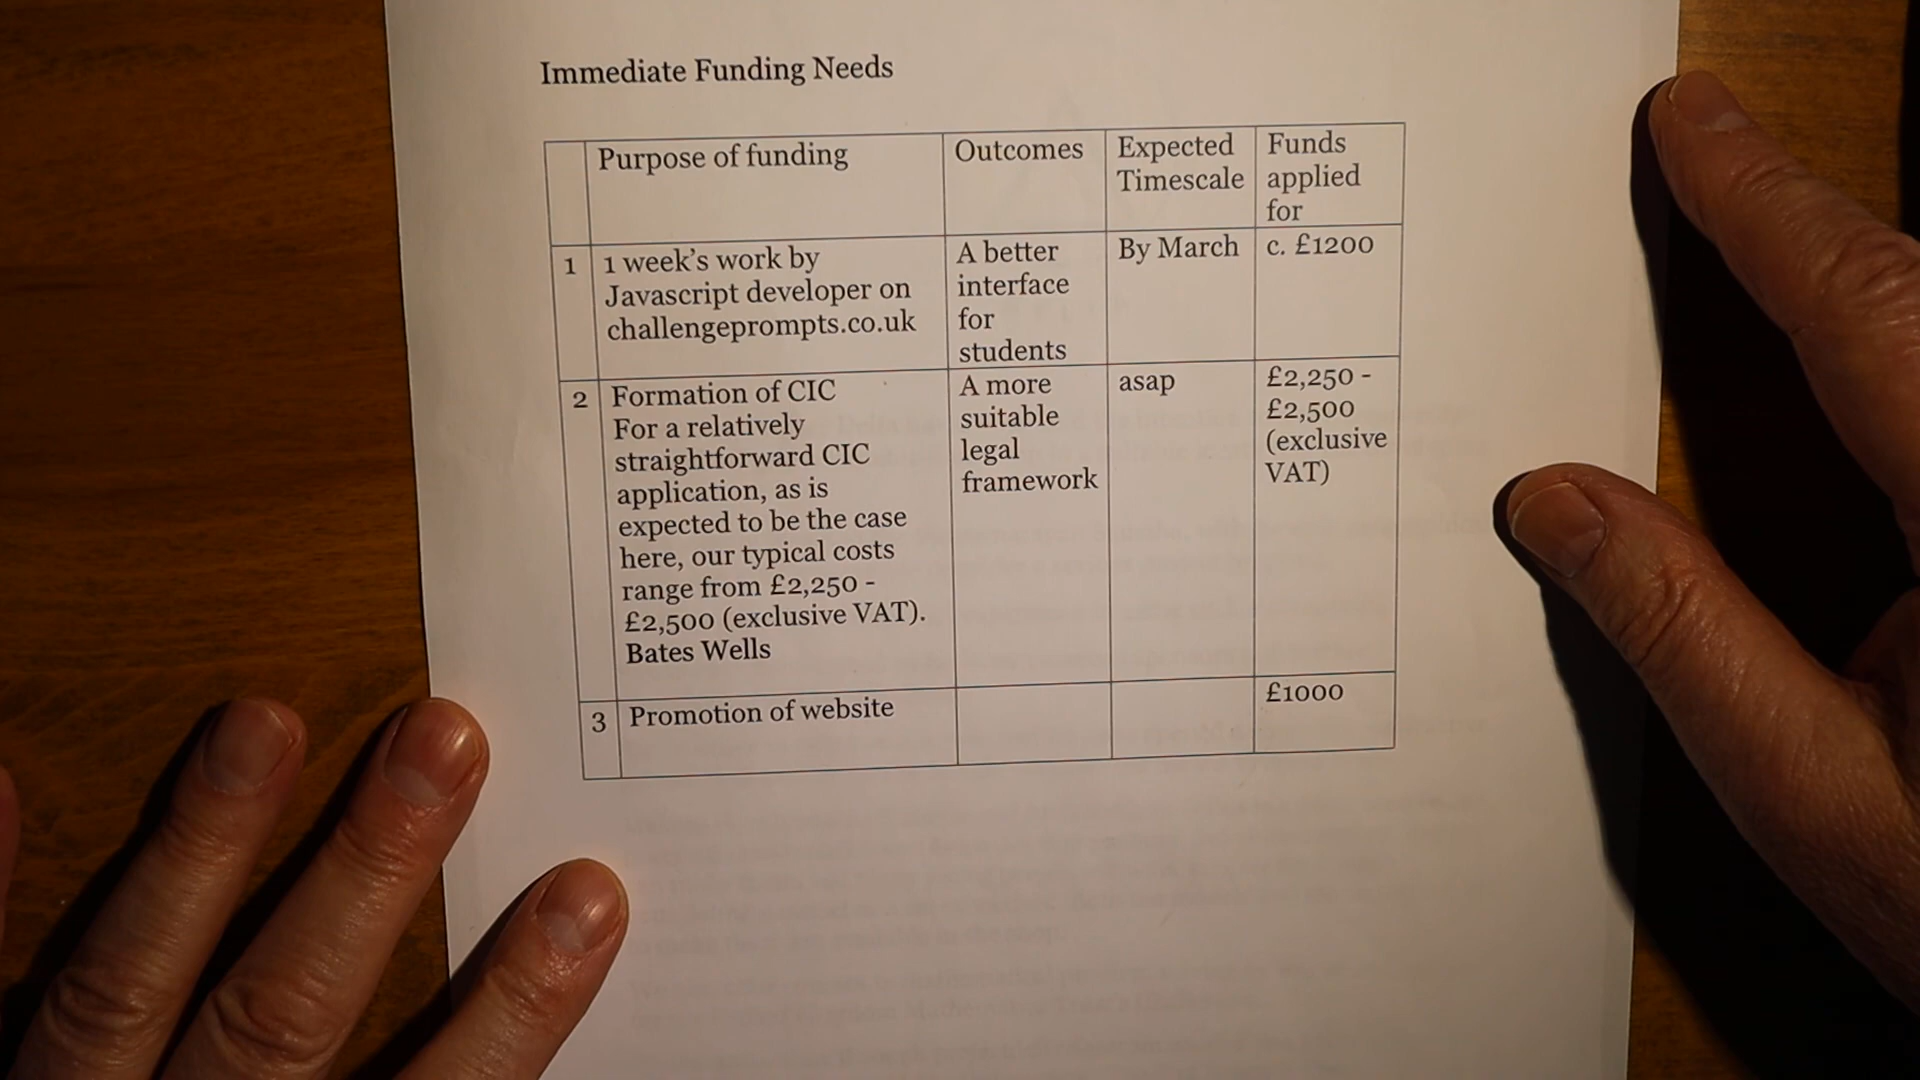 Immediate Funding Needs
Purpose of funding
Outcomes
Expected
Timescale
Funds
applied
for
1
1 week's work by
Javascript developer on
challengeprompts.co.uk
A better
interface
for
students
By March
c. £1200
2
Formation of CIC
For a relatively
straightforward CIC
application, as is
expected to be the case
here, our typical costs
range from £2,250 -
£2,500 (exclusive VAT).
Bates Wells
A more
suitable
legal
framework
asap
£2,250 -
£2,500
(exclusive
VAT)
3
Promotion of website
£1000